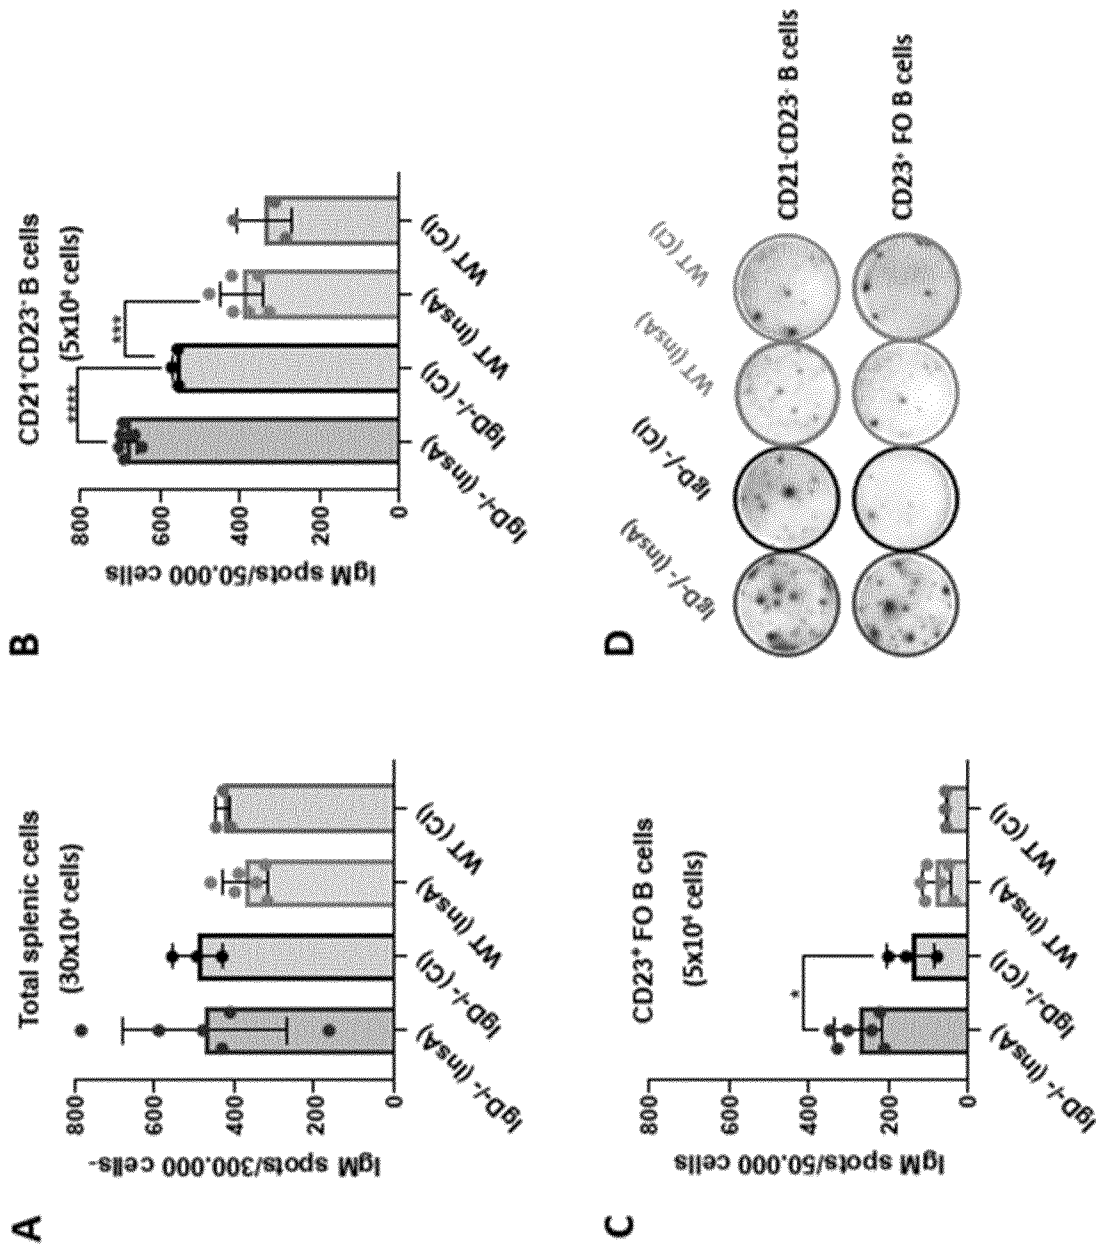 A
Total splenic cells
(30x10⁴ cells)
IgM spots/300.000 cells-
800
600
400
200
0
IgD-/- (InsA)
IgD-/- (CI)
WT (InsA)
WT (CI)
B
CD21⁺CD23⁺ B cells
(5x10⁴ cells)
IgM spots/50.000 cells
800
600
400
200
0
****
***
IgD-/- (InsA)
IgD-/- (CI)
WT (InsA)
WT (CI)
C
CD23⁺ FO B cells
(5x10⁴ cells)
IgM spots/50.000 cells
800
600
400
200
0
*
IgD-/- (InsA)
IgD-/- (CI)
WT (InsA)
WT (CI)
D
IgD-/- (InsA)
IgD-/- (CI)
WT (InsA)
WT (CI)
CD21⁻CD23⁻ B cells
CD23⁺ FO B cells